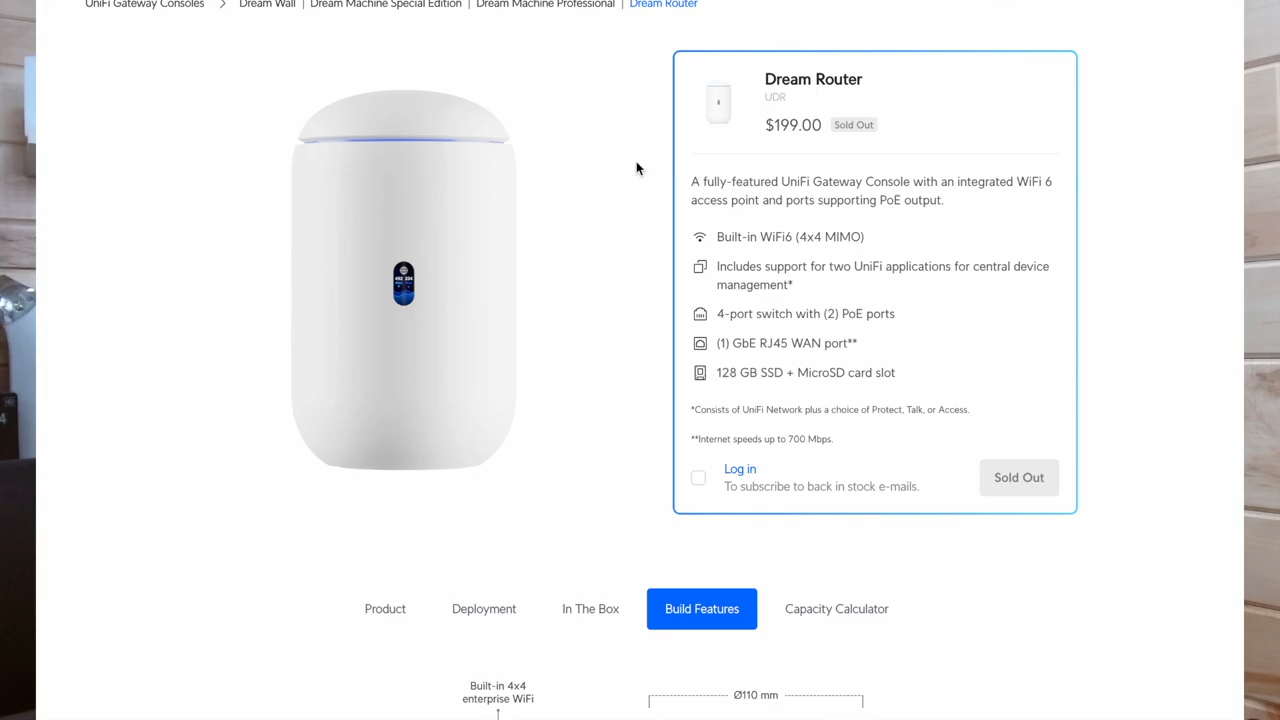 UniFi Gateway Consoles > Dream Wall | Dream Machine Special Edition | Dream Machine Professional | Dream Router
Dream Router
UDR
$199.00 Sold Out
A fully-featured UniFi Gateway Console with an integrated WiFi 6
access point and ports supporting PoE output.
Built-in WiFi6 (4x4 MIMO)
Includes support for two UniFi applications for central device
management*
4-port switch with (2) PoE ports
(1) GbE RJ45 WAN port**
128 GB SSD + MicroSD card slot
*Consists of UniFi Network plus a choice of Protect, Talk, or Access.
**Internet speeds up to 700 Mbps.
Log in
To subscribe to back in stock e-mails.
Sold Out
Product Deployment In The Box Build Features Capacity Calculator
Built-in 4x4
enterprise WiFi
Ø110 mm